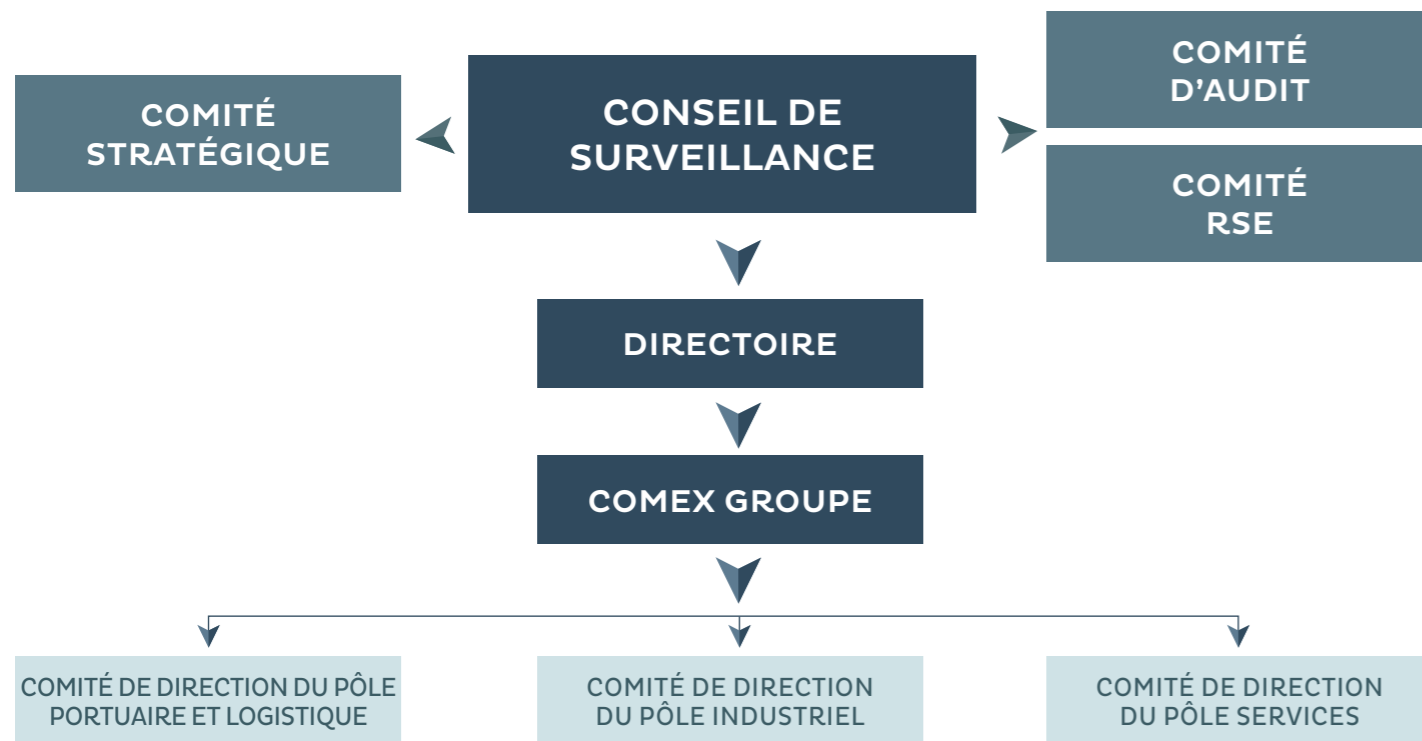 COMITÉ
STRATÉGIQUE
CONSEIL DE
SURVEILLANCE
COMITÉ
D’AUDIT
COMITÉ
RSE
DIRECTOIRE
COMEX GROUPE
COMITÉ DE DIRECTION DU PÔLE
PORTUAIRE ET LOGISTIQUE
COMITÉ DE DIRECTION
DU PÔLE INDUSTRIEL
COMITÉ DE DIRECTION
DU PÔLE SERVICES